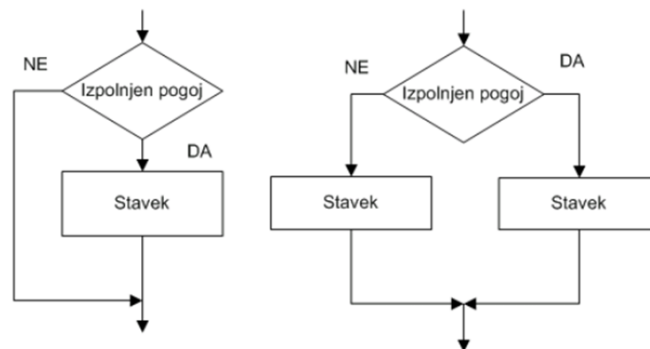 NE
Izpolnjen pogoj
DA
Stavek
NE
Izpolnjen pogoj
DA
Stavek
Stavek